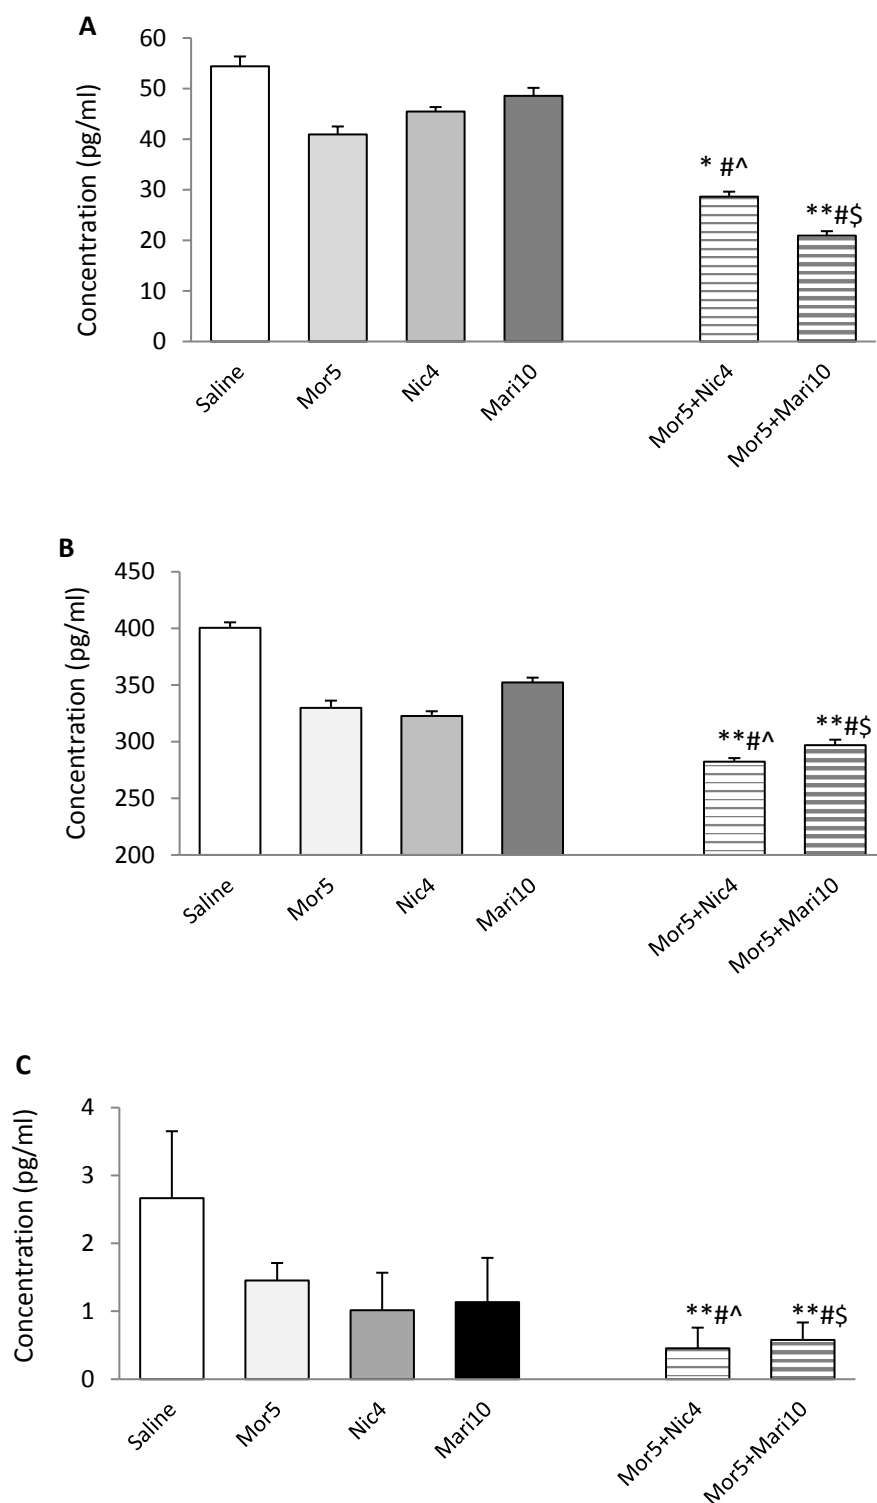 A
Concentration (pg/ml)
60
50
40
30
20
10
0
* #^
**#$
Saline
Mor5
Nic4
Mari10
Mor5+Nic4
Mor5+Mari10
B
Concentration (pg/ml)
450
400
350
300
250
200
**#^
**#$
Saline
Mor5
Nic4
Mari10
Mor5+Nic4
Mor5+Mari10
C
Concentration (pg/ml)
4
3
2
1
0
**#^
**#$
Saline
Mor5
Nic4
Mari10
Mor5+Nic4
Mor5+Mari10